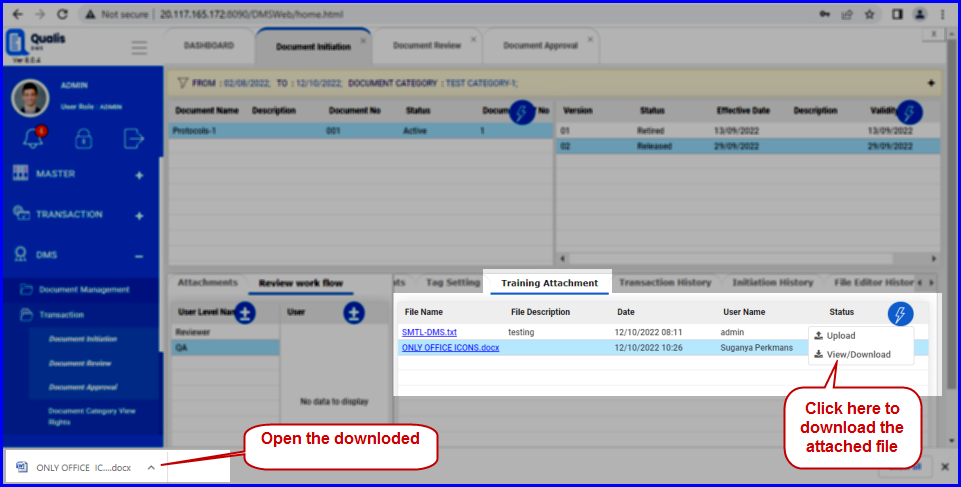 Not secure | 20.117.165.172:8090/DMSWeb/home.html
Qualis
DMS
Ver 8.0.4
DASHBOARD
Document Initiation
Document Review
Document Approval
X
ADMIN
User Role : ADMIN
FROM : 02/08/2022; TO : 12/10/2022; DOCUMENT CATEGORY : TEST CATEGORY-1;
Document Name Description Document No Status No
Protocols-1 001 Active 1
Version Status Effective Date Description
01 Retired 13/09/2022 13/09/2022
02 Released 29/09/2022 29/09/2022
MASTER
TRANSACTION
DMS
Document Management
Transaction
Document Initiation
Document Review
Document Approval
Document Category View
Rights
Attachments Review work flow
Tag Setting Training Attachment Transaction History Initiation History File Editor Histor
User Level User
Reviewer
QA
No data to display
File Name File Description Date User Name Status
SMTL-DMS.txt testing 12/10/2022 08:11 admin
ONLY OFFICE ICONS.docx 12/10/2022 10:26 Suganya Perkmans
Upload
View/Download
Click here to
download the
attached file
Open the downloded
ONLY OFFICE IC....docx